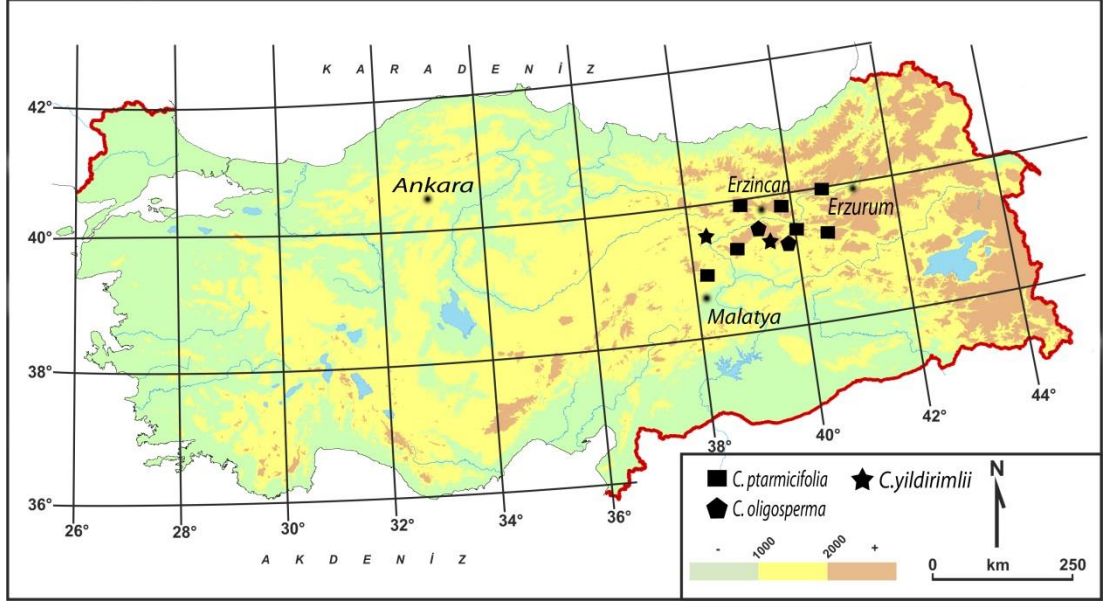 K A R A D E N İ Z
42°
Ankara
Erzincan
Erzurum
40°
Malatya
38°
36°
26°
28°
30°
32°
34°
36°
38°
40°
42°
44°
A K D E N İ Z
C. ptarmicifolia
C.yildirimlii
C. oligosperma
N
- 1000 2000 +
0 km 250